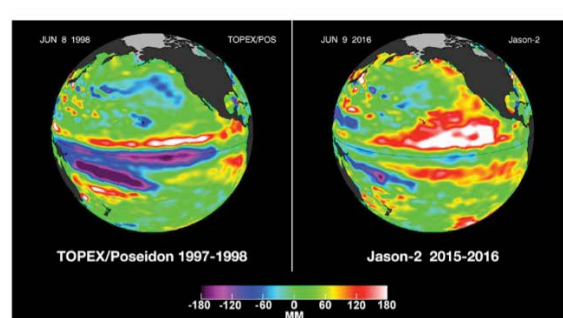 JUN 8 1998
TOPEX/POS
JUN 9 2016
Jason-2
TOPEX/Poseidon 1997-1998
Jason-2 2015-2016
-180 -120 -60 0 60 120 180
MM